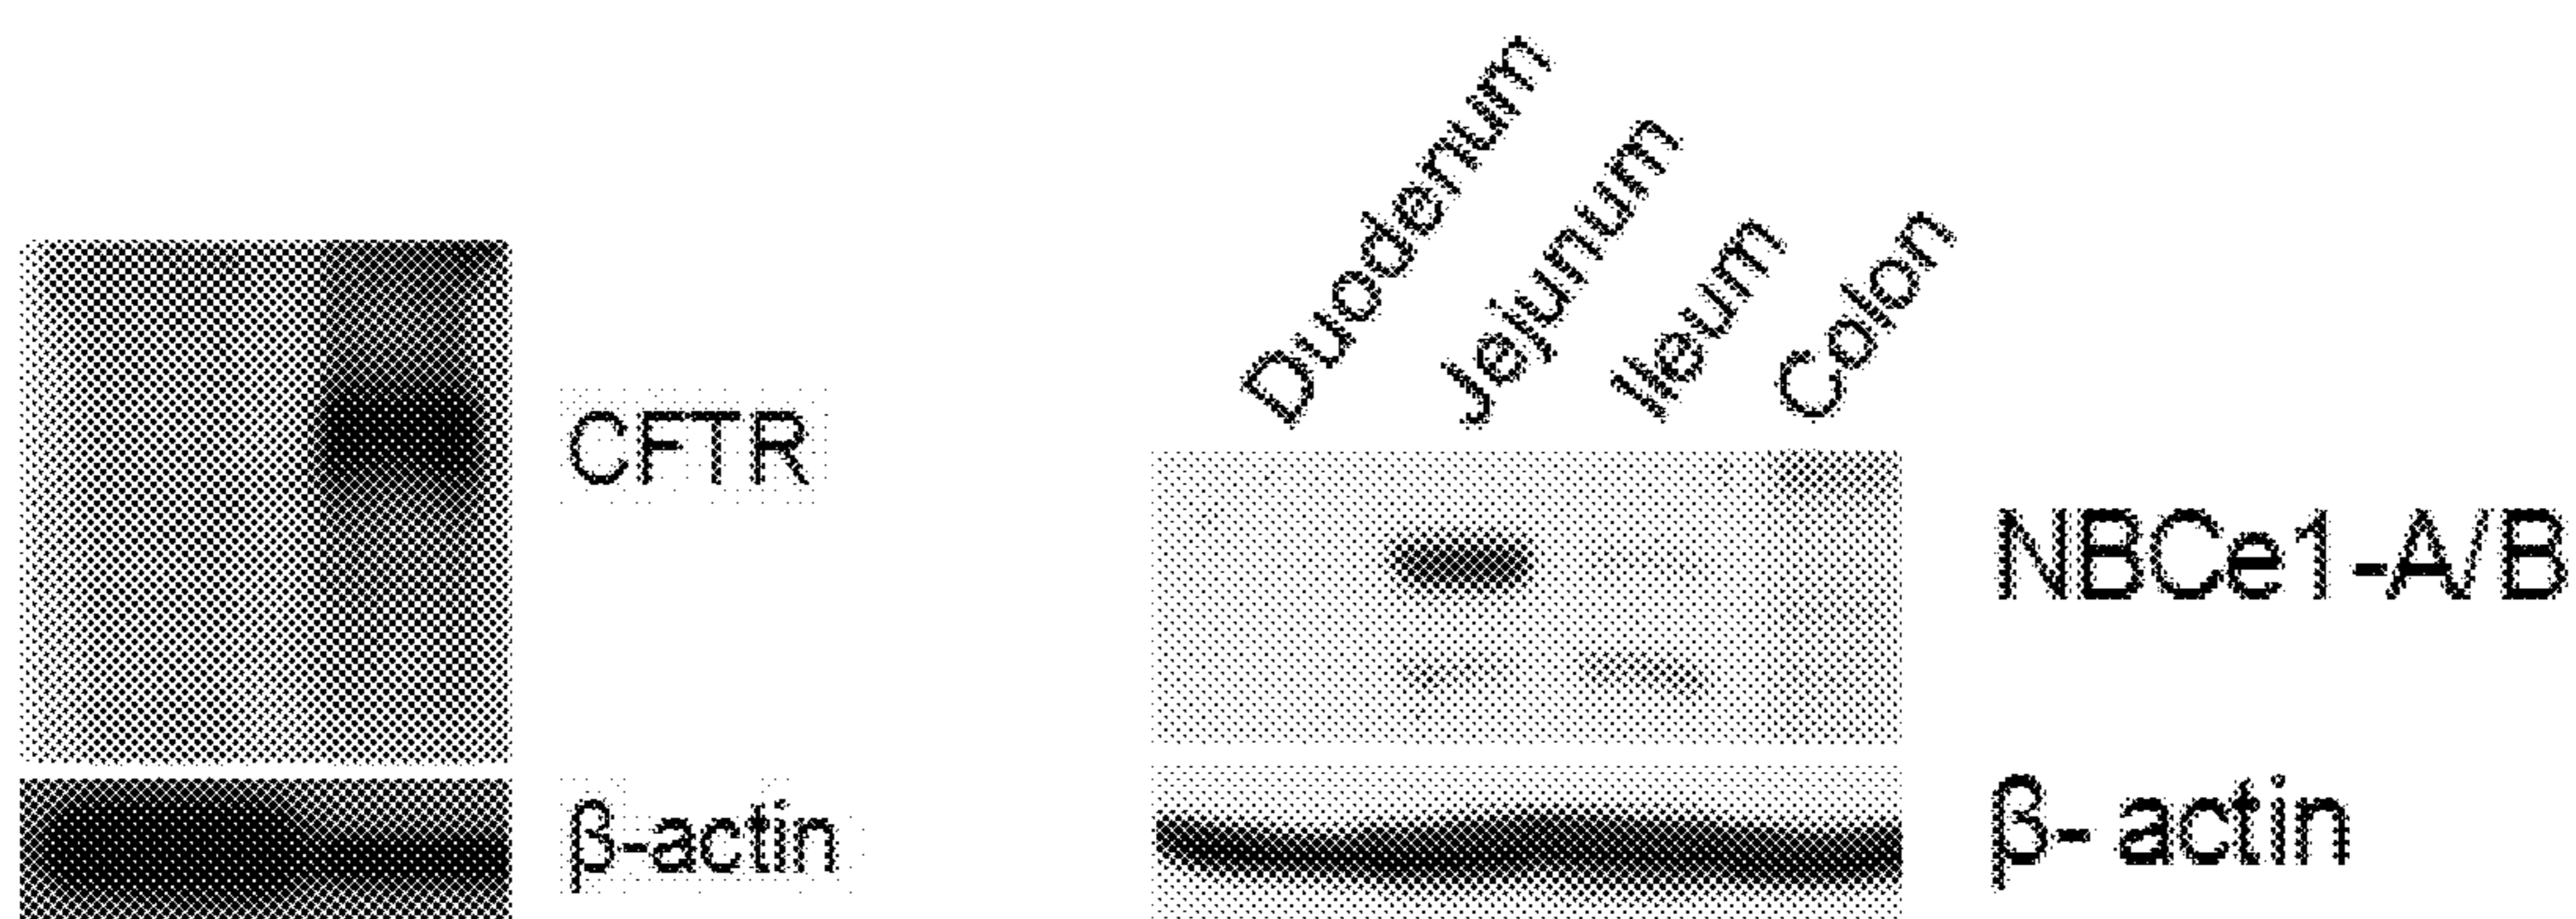 CFTR
β-actin
Duodenum
Jejunum
Ileum
Colon
NBCe1-A/B
β- actin